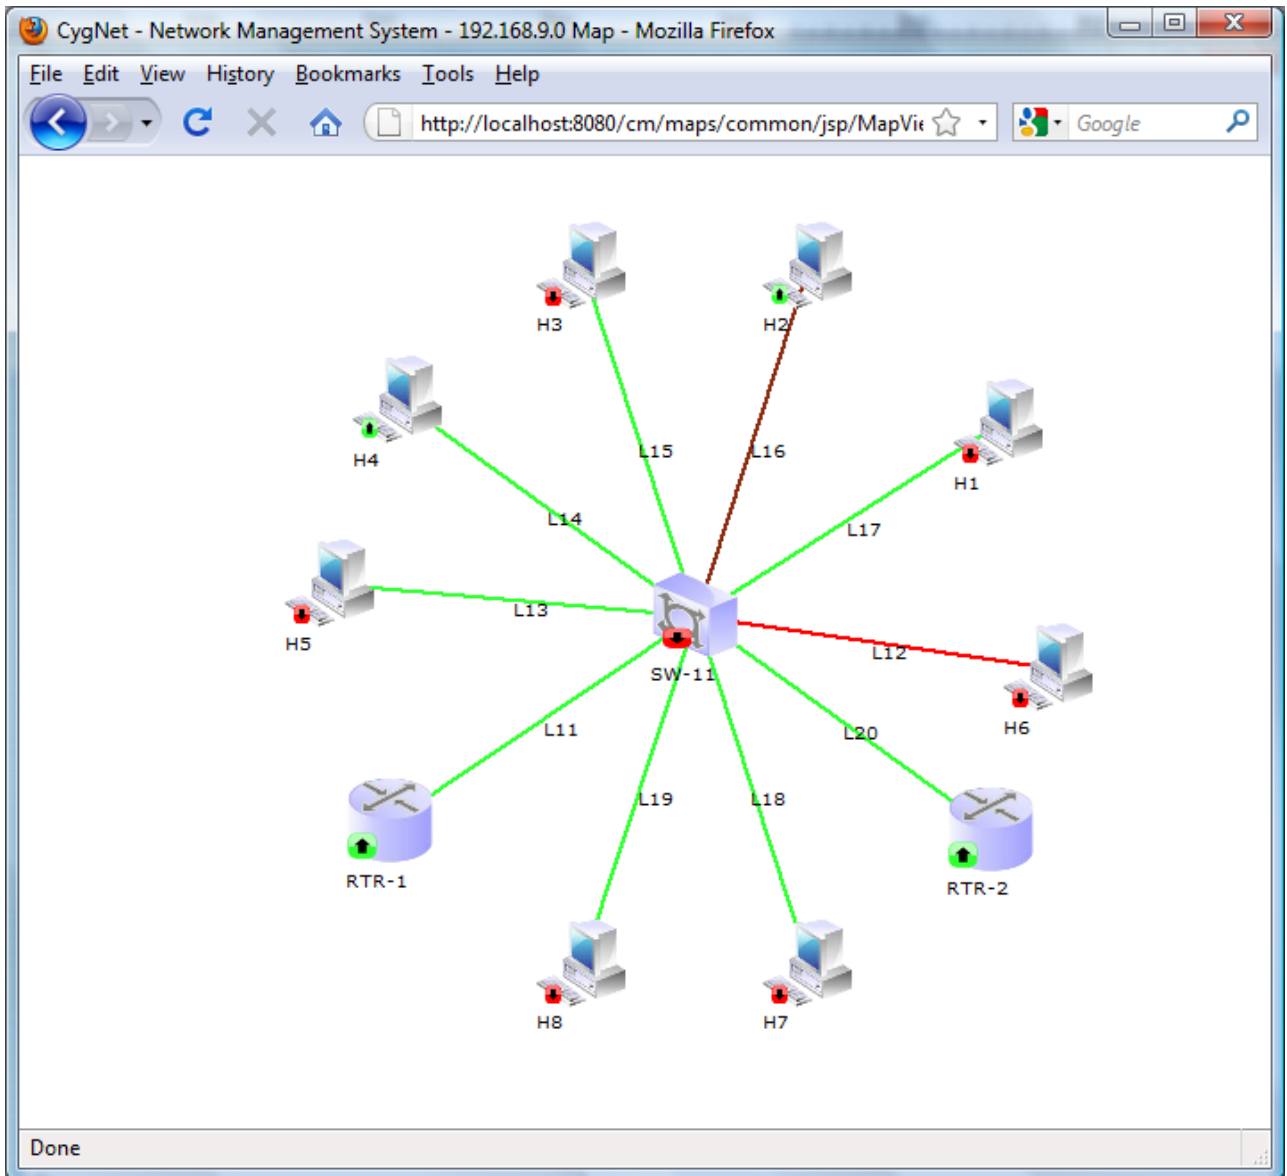 CygNet - Network Management System - 192.168.9.0 Map - Mozilla Firefox
File Edit View History Bookmarks Tools Help
http://localhost:8080/cm/maps/common/jsp/MapVie
Google
H3
H2
H4
H1
L15
L16
L14
L17
H5
L13
L12
SW-11
H6
L11
L20
L19
L18
RTR-1
RTR-2
H8
H7
Done